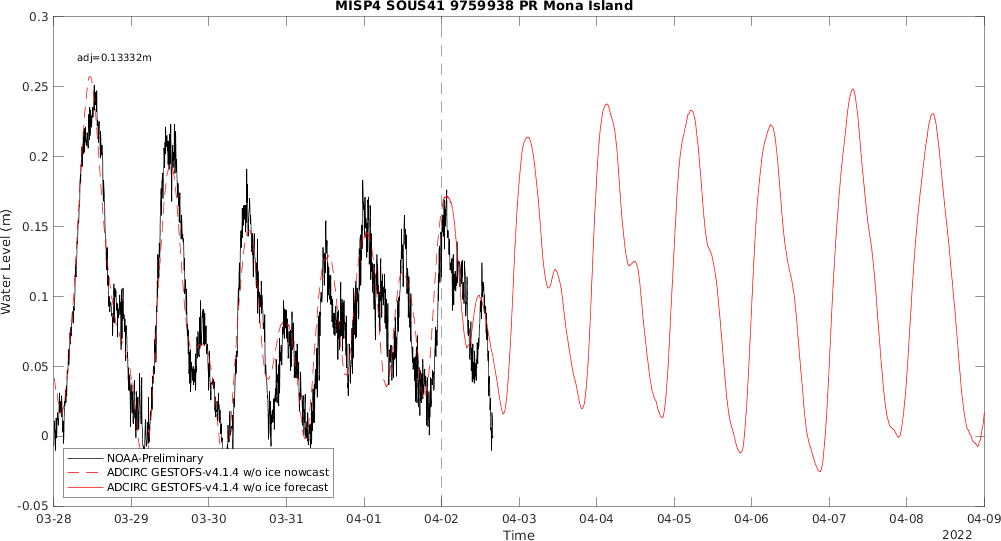 MISP4 SOUS41 9759938 PR Mona Island
0.3
adj=0.13332m
0.25
0.2
0.15
0.1
0.05
0
-0.05
Water Level (m)
NOAA-Preliminary
ADCIRC GESTOFS-v4.1.4 w/o ice nowcast
ADCIRC GESTOFS-v4.1.4 w/o ice forecast
03-28 03-29 03-30 03-31 04-01 04-02 04-03 04-04 04-05 04-06 04-07 04-08 04-09
Time
2022